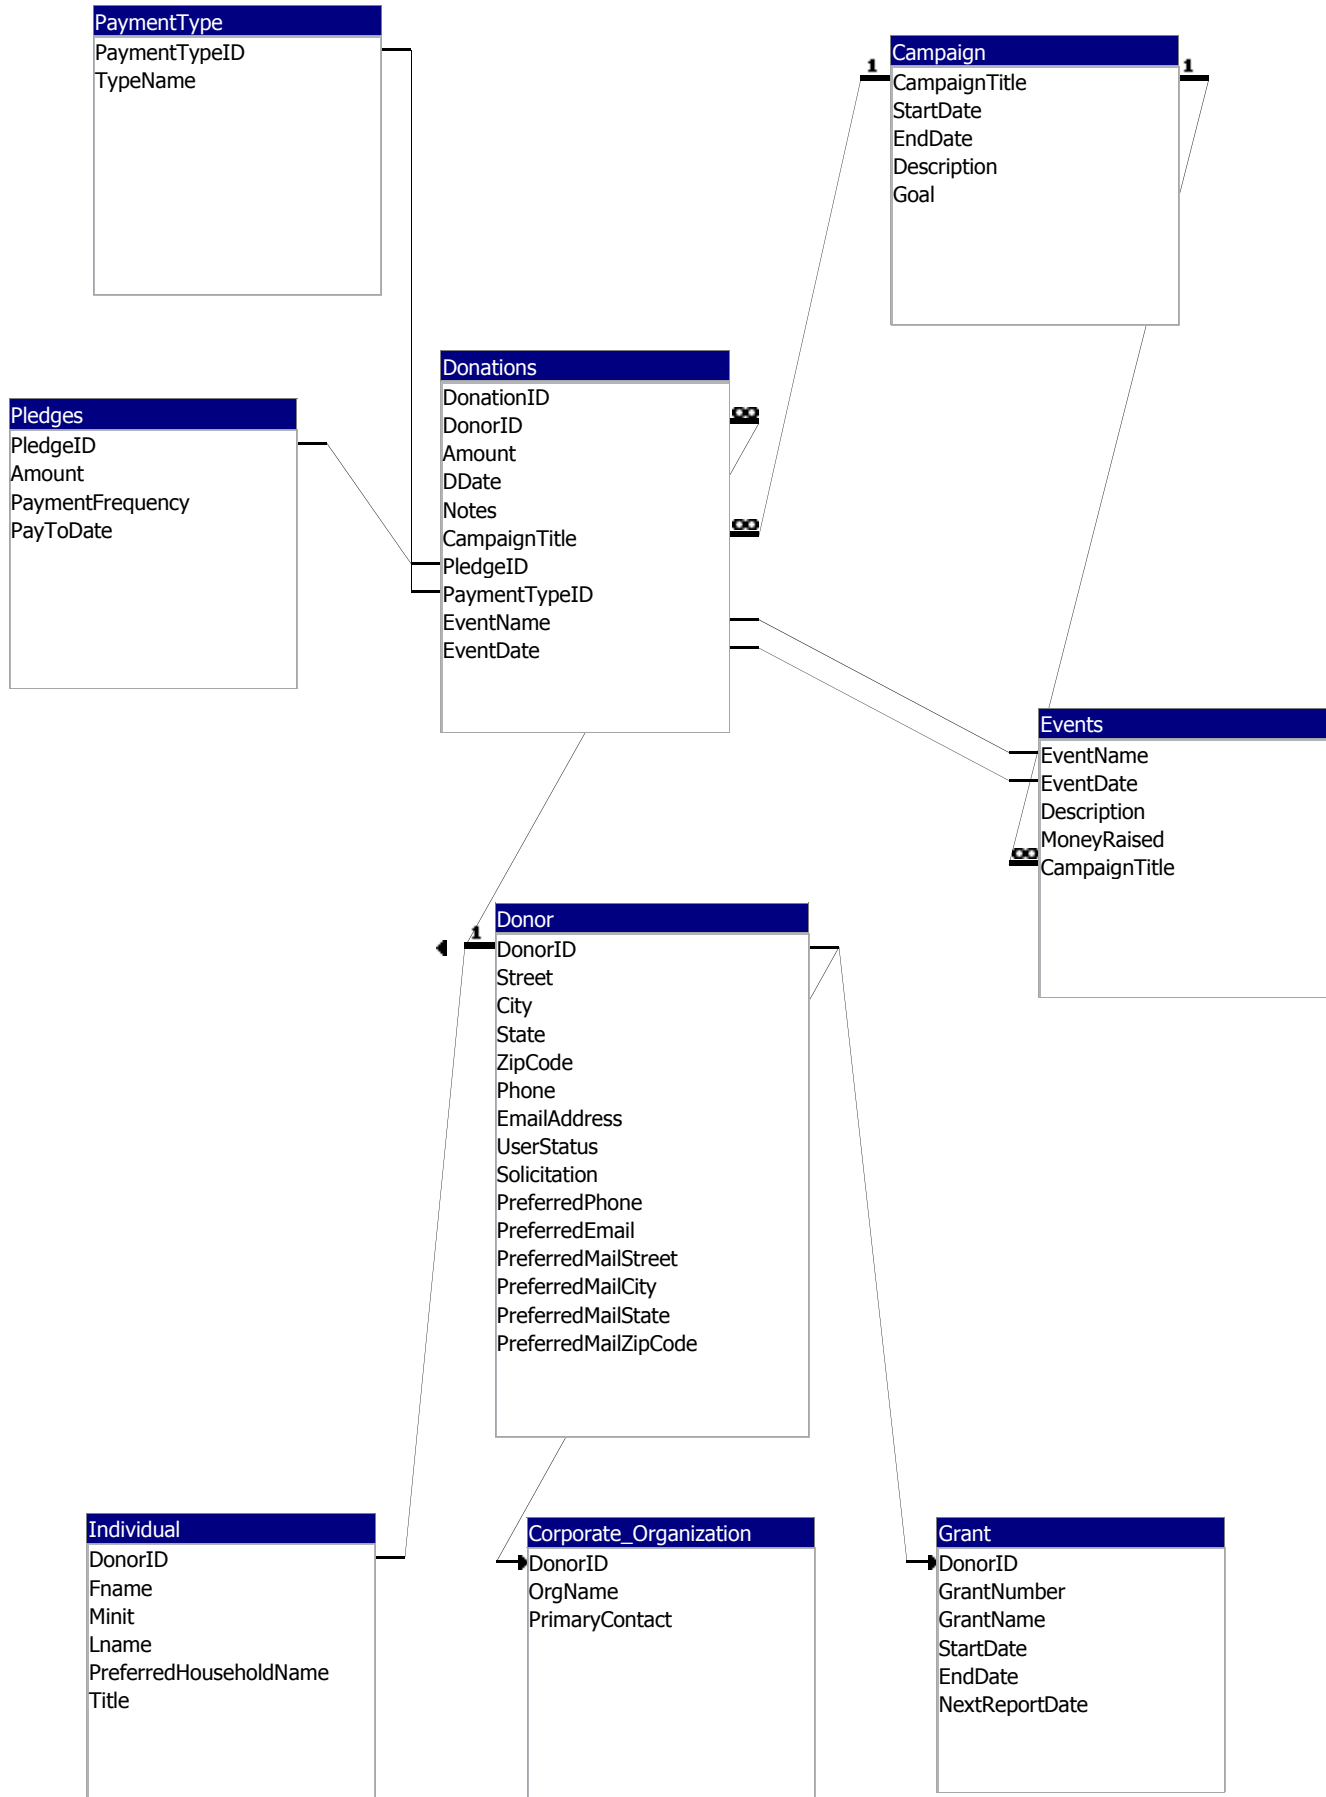 PaymentType
PaymentTypeID
TypeName
Campaign
1
1
CampaignTitle
StartDate
EndDate
Description
Goal
Donations
DonationID
DonorID
Amount
DDate
Notes
CampaignTitle
PledgeID
PaymentTypeID
EventName
EventDate
∞
∞
Pledges
PledgeID
Amount
PaymentFrequency
PayToDate
Events
EventName
EventDate
Description
MoneyRaised
CampaignTitle
∞
Donor
1
DonorID
Street
City
State
ZipCode
Phone
EmailAddress
UserStatus
Solicitation
PreferredPhone
PreferredEmail
PreferredMailStreet
PreferredMailCity
PreferredMailState
PreferredMailZipCode
Individual
DonorID
Fname
Minit
Lname
PreferredHouseholdName
Title
Corporate_Organization
DonorID
OrgName
PrimaryContact
Grant
DonorID
GrantNumber
GrantName
StartDate
EndDate
NextReportDate